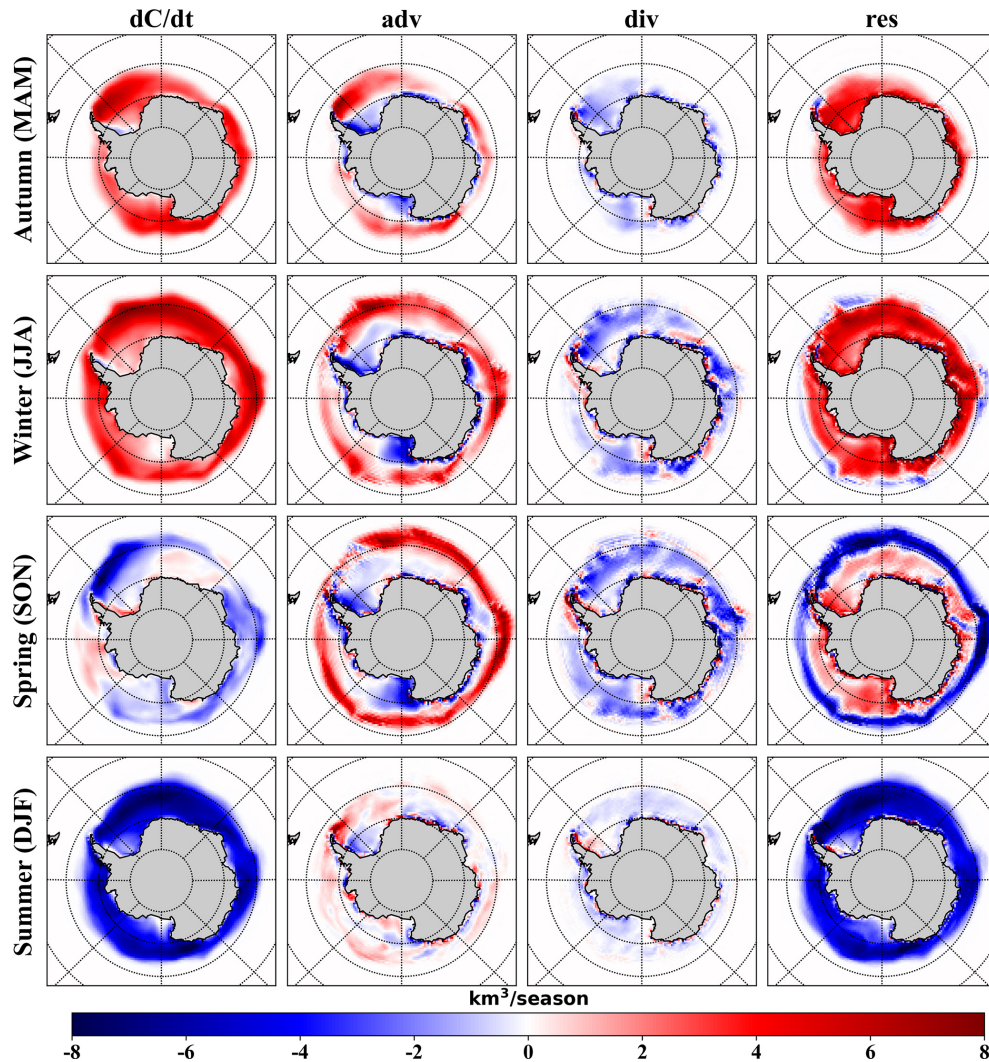 dC/dt adv div res
Autumn (MAM)
Winter (JJA)
Spring (SON)
Summer (DJF)
km³/season
-8 -6 -4 -2 0 2 4 6 8